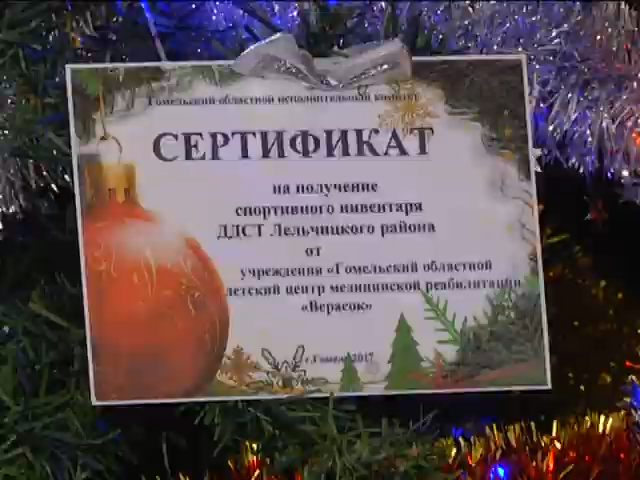 Гомельский областной исполнительный комитет
СЕРТИФИКАТ
на получение
спортивного инвентаря
ДДСТ Лельчицкого района
от
учреждения «Гомельский областной
детский центр медицинской реабилитации
«Верасок»
г.Гомель 2017